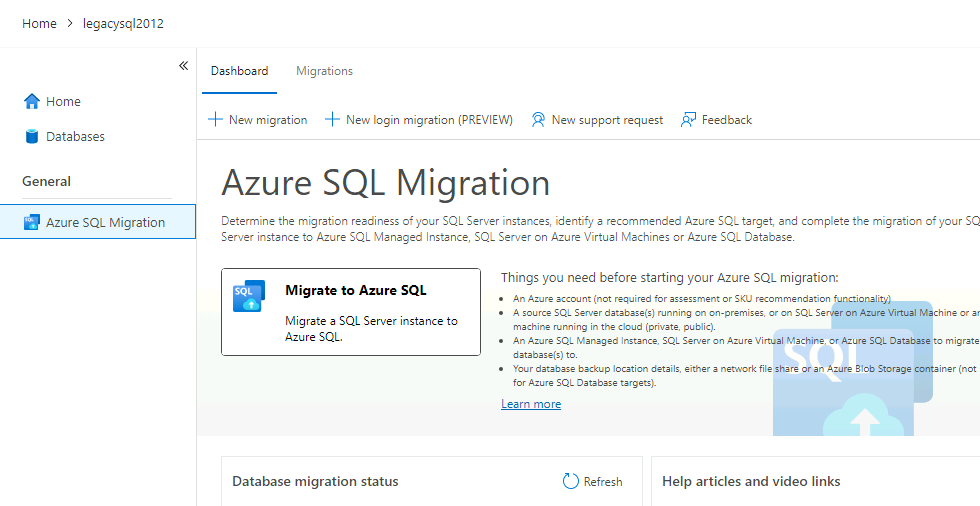 Home > legacysql2012
«
Dashboard Migrations
Home
Databases
General
Azure SQL Migration
New migration New login migration (PREVIEW) New support request Feedback
Azure SQL Migration
Determine the migration readiness of your SQL Server instances, identify a recommended Azure SQL target, and complete the migration of your SQ
Server instance to Azure SQL Managed Instance, SQL Server on Azure Virtual Machines or Azure SQL Database.
SQL
Migrate to Azure SQL
Migrate a SQL Server instance to
Azure SQL.
Things you need before starting your Azure SQL migration:
• An Azure account (not required for assessment or SKU recommendation functionality)
• A source SQL Server database(s) running on on-premises, or on SQL Server on Azure Virtual Machine or an
machine running in the cloud (private, public).
• An Azure SQL Managed Instance, SQL Server on Azure Virtual Machine, or Azure SQL Database to migrate
database(s) to.
• Your database backup location details, either a network file share or an Azure Blob Storage container (not
for Azure SQL Database targets).
Learn more
SQL
Database migration status
Refresh
Help articles and video links